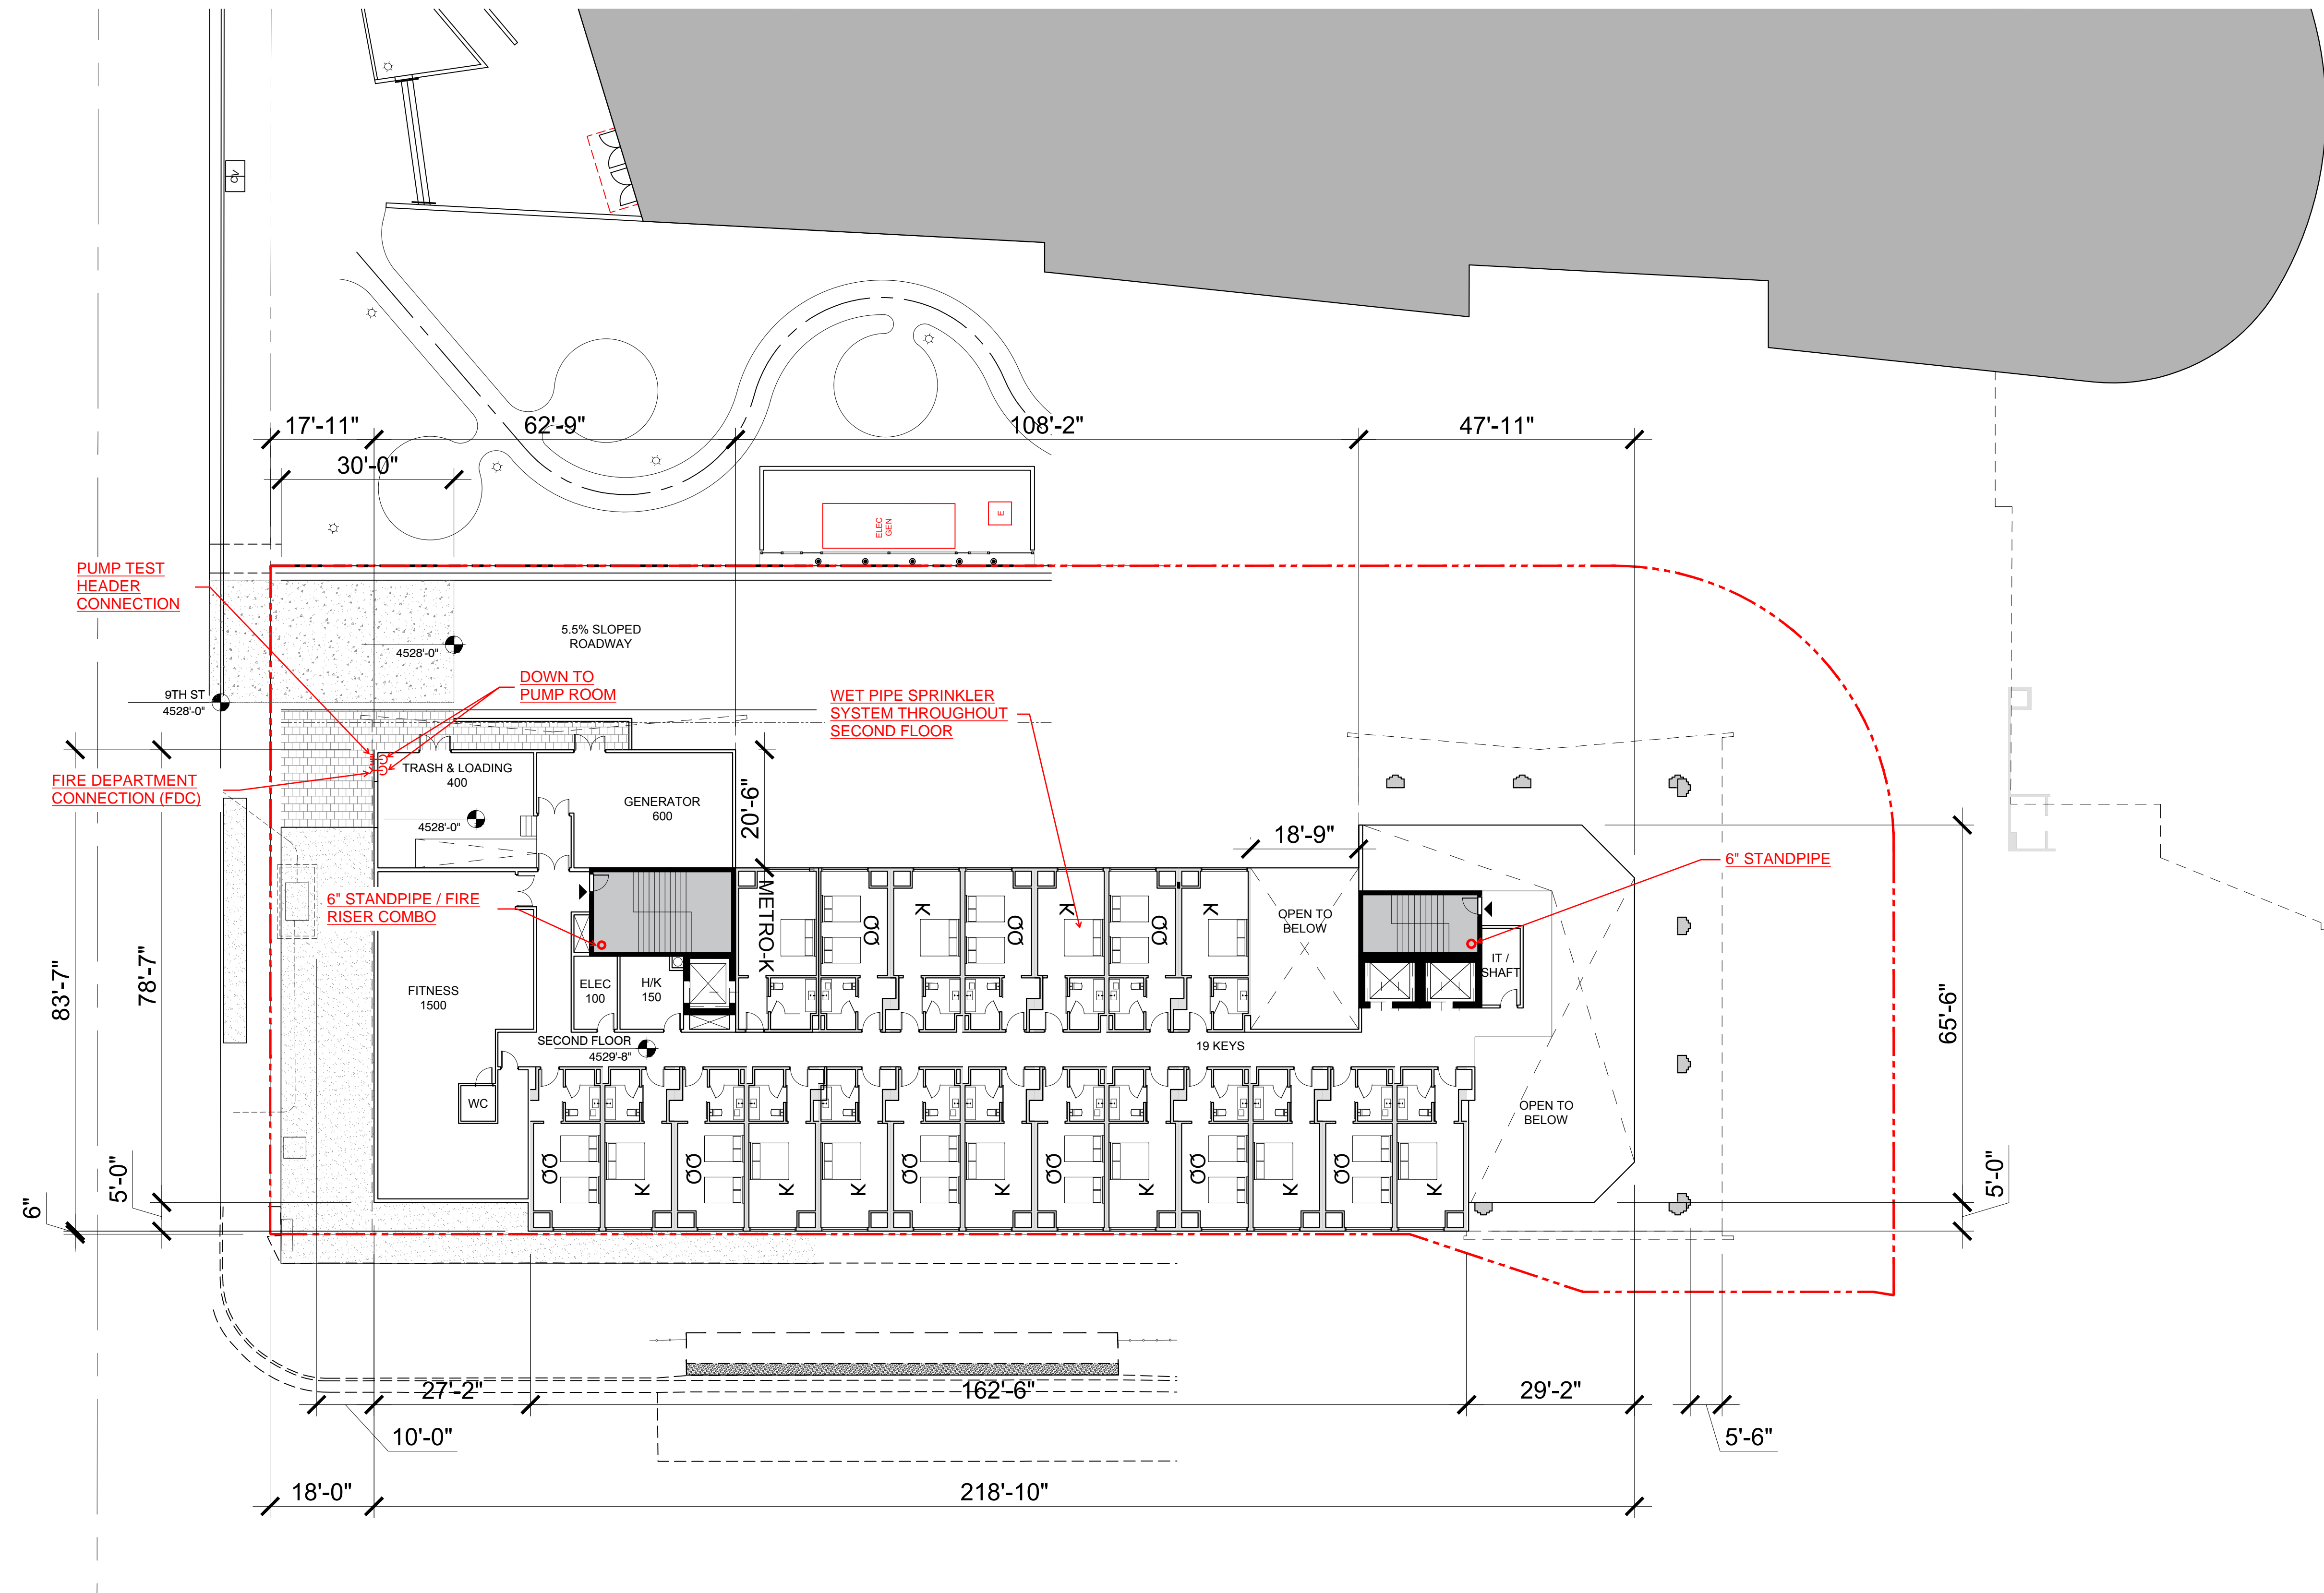 CV
17'-11"
62'-9"
108'-2"
47'-11"
30'-0"
ELEC
GEN
E
PUMP TEST
HEADER
CONNECTION
5.5% SLOPED
ROADWAY
4528'-0"
DOWN TO
PUMP ROOM
WET PIPE SPRINKLER
SYSTEM THROUGHOUT
SECOND FLOOR
9TH ST
4528'-0"
FIRE DEPARTMENT
CONNECTION (FDC)
TRASH & LOADING
400
GENERATOR
600
4528'-0"
20'-6"
18'-9"
6" STANDPIPE
6" STANDPIPE / FIRE
RISER COMBO
METRO-K
QQ
K
QQ
K
QQ
K
OPEN TO
BELOW
IT /
SHAFT
83'-7"
78'-7"
FITNESS
1500
ELEC
100
H/K
150
65'-6"
SECOND FLOOR
4529'-8"
19 KEYS
WC
OPEN TO
BELOW
QQ
K
QQ
K
K
QQ
K
QQ
K
QQ
K
QQ
K
5'-0"
6"
5'-0"
27'-2"
162'-6"
29'-2"
10'-0"
5'-6"
18'-0"
218'-10"